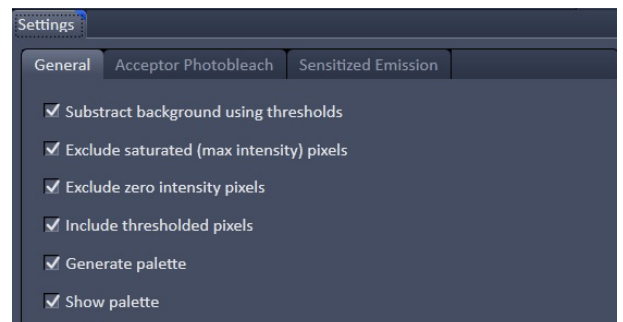 Settings
General Acceptor Photobleach Sensitized Emission
Substract background using thresholds
Exclude saturated (max intensity) pixels
Exclude zero intensity pixels
Include thresholded pixels
Generate palette
Show palette